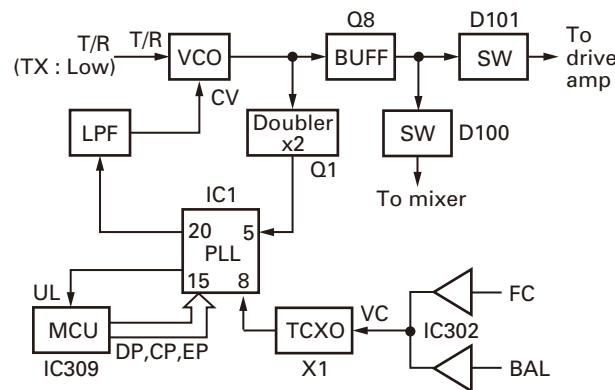 T/R
(TX : Low)
T/R
VCO
CV
Q8
BUFF
D101
SW
To
drive
amp
LPF
Doubler
x2
Q1
SW
D100
To mixer
IC1
20
5
PLL
15
8
UL
MCU
IC309
DP,CP,EP
TCXO
X1
VC
IC302
FC
BAL